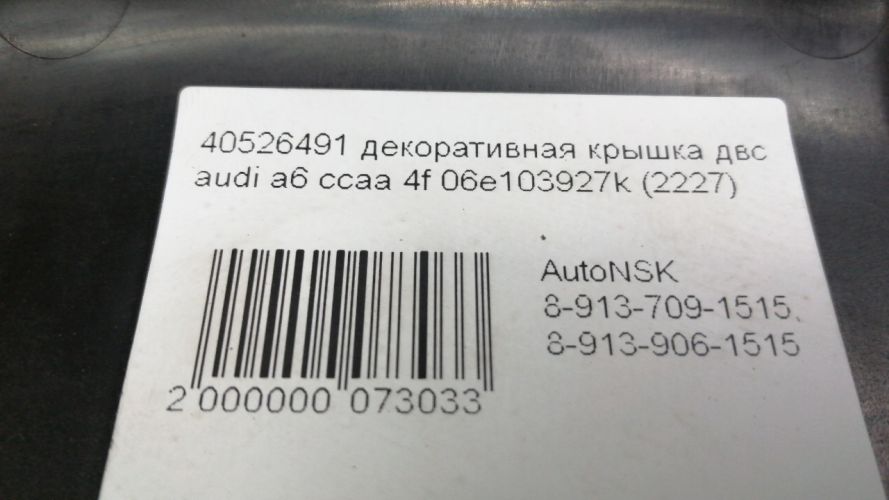 40526491 декоративная крышка двс
audi a6 ccaa 4f 06e103927k (2227)
AutoNSK
8-913-709-1515,
8-913-906-1515
2 000000 073033